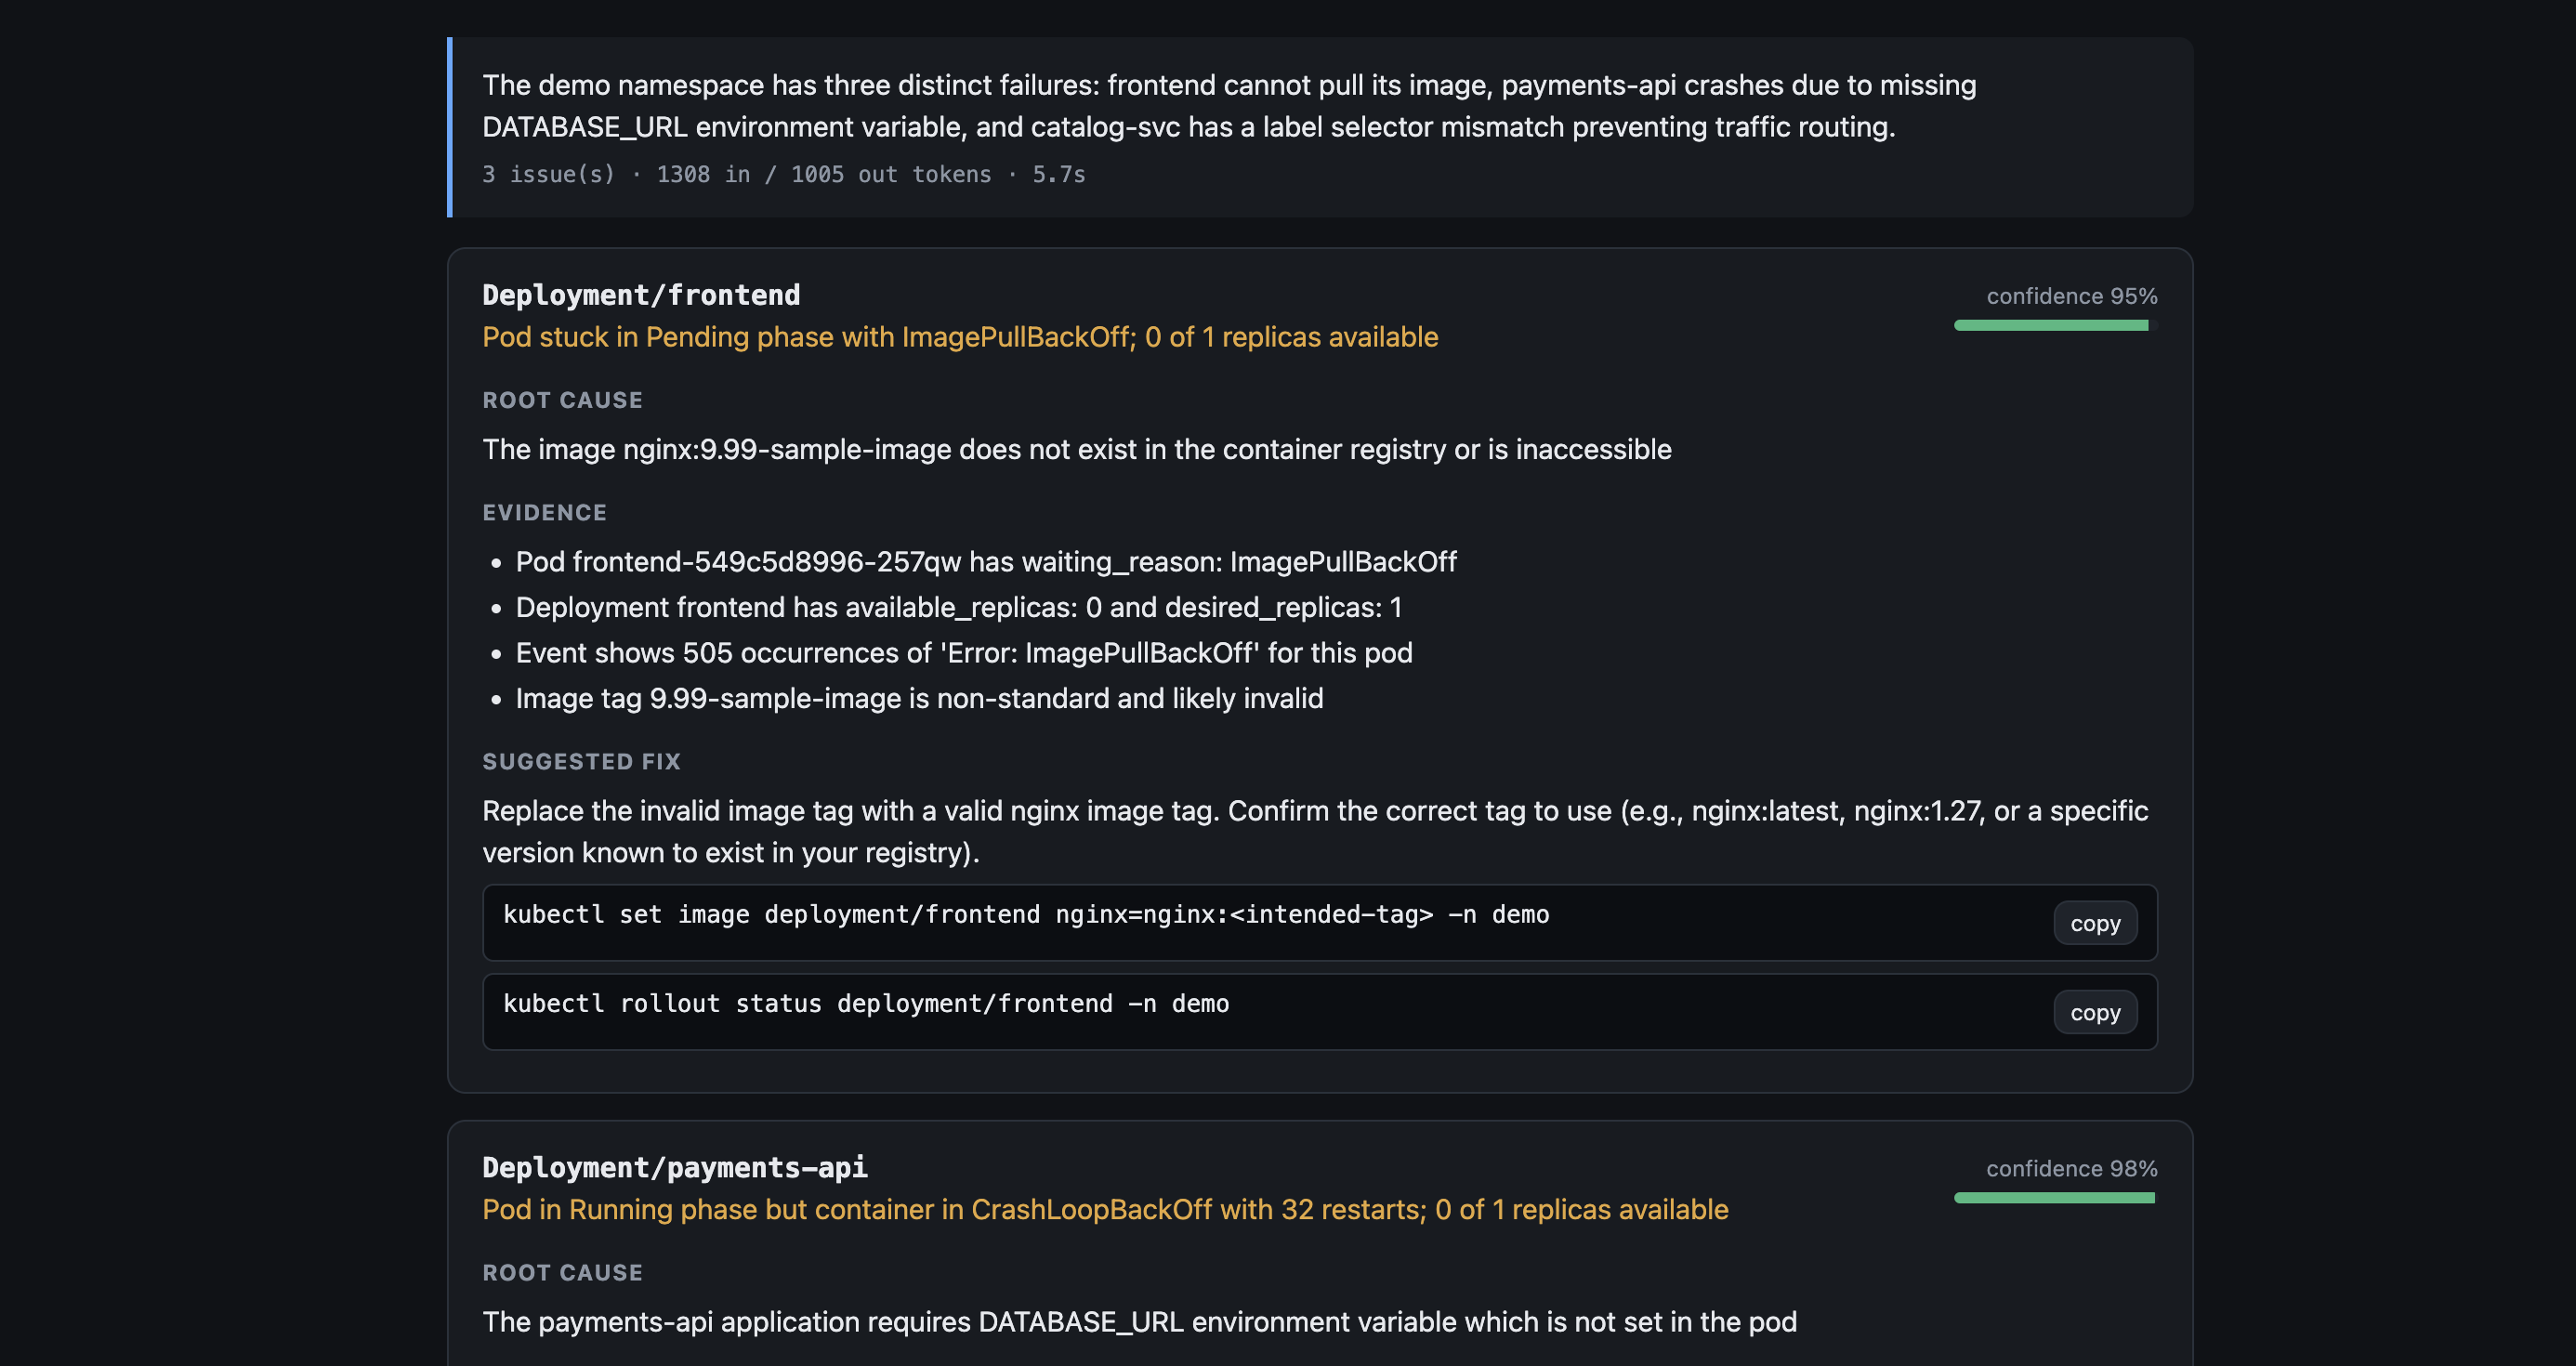 The demo namespace has three distinct failures: frontend cannot pull its image, payments-api crashes due to missing
DATABASE_URL environment variable, and catalog-svc has a label selector mismatch preventing traffic routing.
3 issue(s) · 1308 in / 1005 out tokens · 5.7s
Deployment/frontend
confidence 95%
Pod stuck in Pending phase with ImagePullBackOff; 0 of 1 replicas available
ROOT CAUSE
The image nginx:9.99-sample-image does not exist in the container registry or is inaccessible
EVIDENCE
• Pod frontend-549c5d8996-257qw has waiting_reason: ImagePullBackOff
• Deployment frontend has available_replicas: 0 and desired_replicas: 1
• Event shows 505 occurrences of 'Error: ImagePullBackOff' for this pod
• Image tag 9.99-sample-image is non-standard and likely invalid
SUGGESTED FIX
Replace the invalid image tag with a valid nginx image tag. Confirm the correct tag to use (e.g., nginx:latest, nginx:1.27, or a specific
version known to exist in your registry).
kubectl set image deployment/frontend nginx=nginx:<intended-tag> -n demo
copy
kubectl rollout status deployment/frontend -n demo
copy
Deployment/payments-api
confidence 98%
Pod in Running phase but container in CrashLoopBackOff with 32 restarts; 0 of 1 replicas available
ROOT CAUSE
The payments-api application requires DATABASE_URL environment variable which is not set in the pod